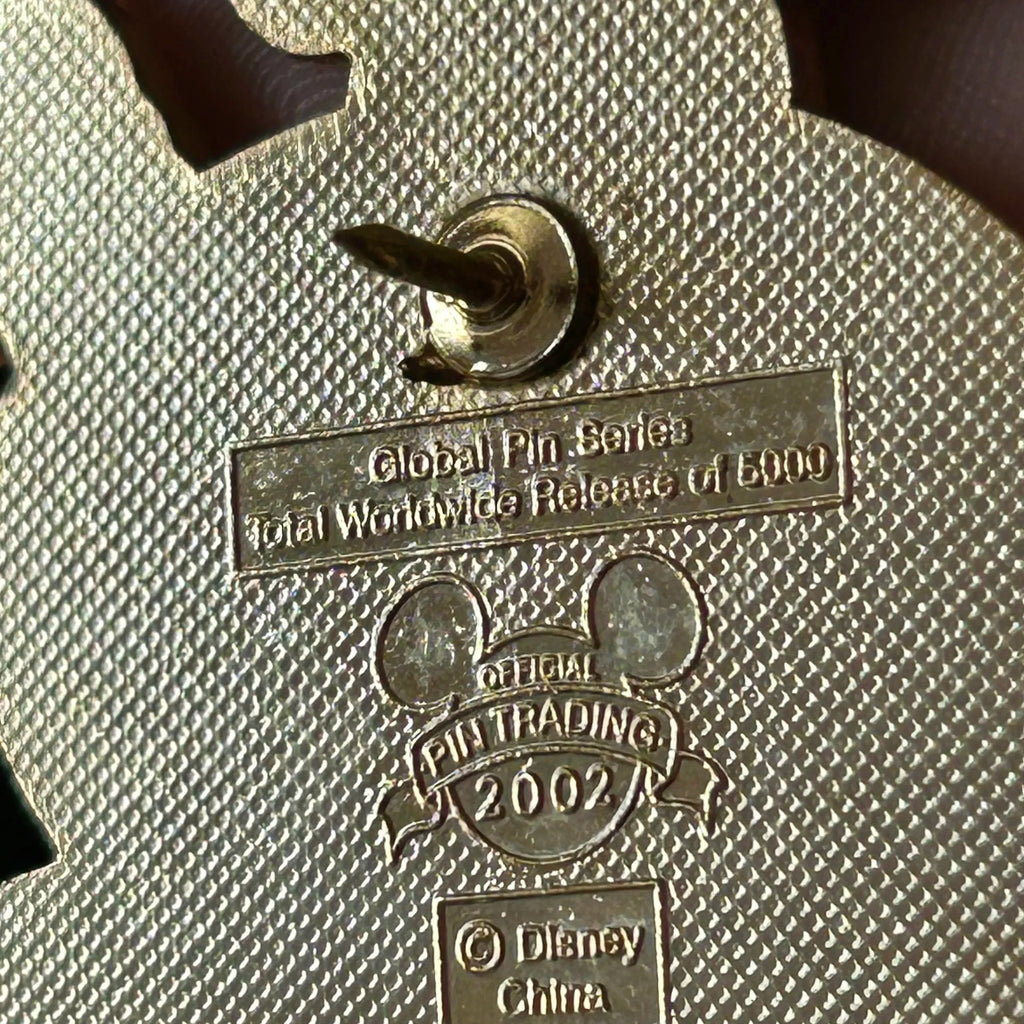 Global Pin Series
Total Worldwide Release of 5000
OFFICIAL
PIN TRADING
2002
© Disney
China